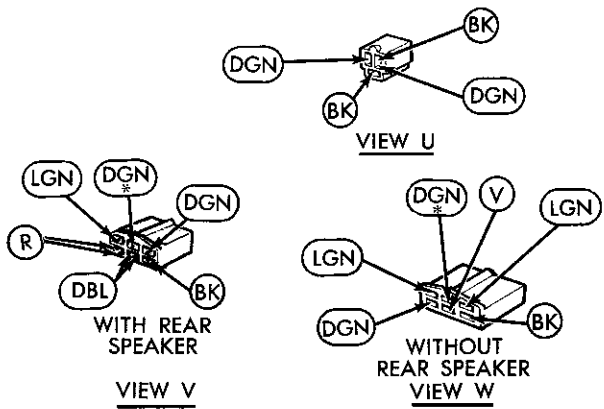 BK
DGN
BK
DGN
VIEW U
LGN
DGN
*
DGN
R
DBL
BK
WITH REAR
SPEAKER
VIEW V
DGN
*
V
LGN
LGN
DGN
BK
WITHOUT
REAR SPEAKER
VIEW W